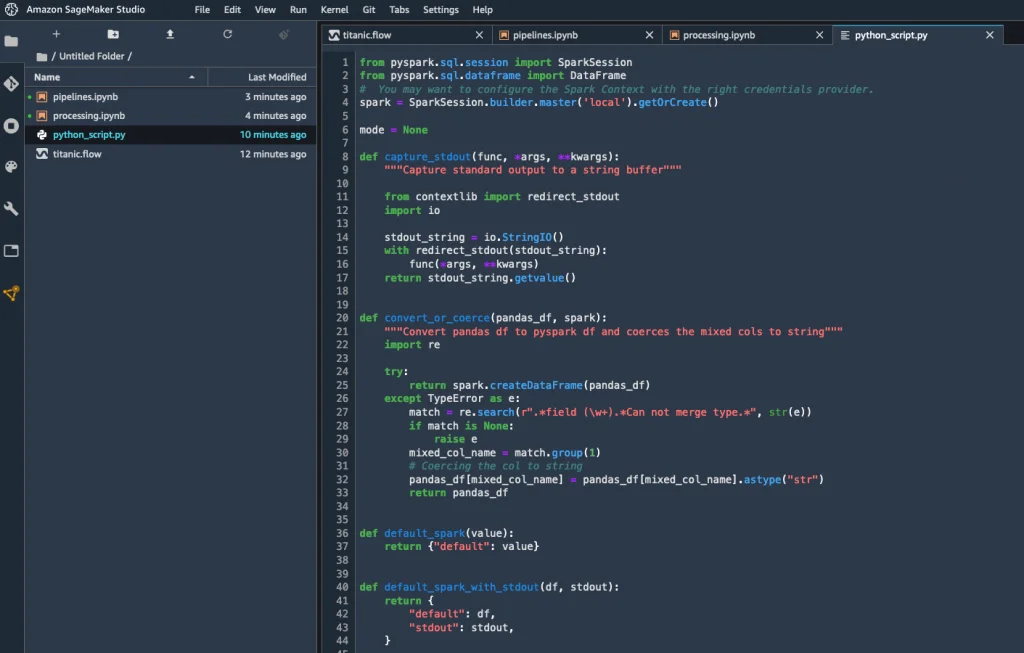 Amazon SageMaker Studio File Edit View Run Kernel Git Tabs Settings Help
titanic.flow pipelines.ipynb processing.ipynb python_script.py
/ Untitled Folder /
Name Last Modified
pipelines.ipynb 3 minutes ago
processing.ipynb 4 minutes ago
python_script.py 10 minutes ago
titanic.flow 12 minutes ago
1 from pyspark.sql.session import SparkSession
2 from pyspark.sql.dataframe import DataFrame
3 #  You may want to configure the Spark Context with the right credentials provider.
4 spark = SparkSession.builder.master('local').getOrCreate()
5
6 mode = None
7
8 def capture_stdout(func, *args, **kwargs):
9     """Capture standard output to a string buffer"""
10
11     from contextlib import redirect_stdout
12     import io
13
14     stdout_string = io.StringIO()
15     with redirect_stdout(stdout_string):
16         func(*args, **kwargs)
17     return stdout_string.getvalue()
18
19
20 def convert_or_coerce(pandas_df, spark):
21     """Convert pandas df to pyspark df and coerces the mixed cols to string"""
22     import re
23
24     try:
25         return spark.createDataFrame(pandas_df)
26     except TypeError as e:
27         match = re.search(r".*field (\w+).*Can not merge type.*", str(e))
28         if match is None:
29             raise e
30         mixed_col_name = match.group(1)
31         # Coercing the col to string
32         pandas_df[mixed_col_name] = pandas_df[mixed_col_name].astype("str")
33         return pandas_df
34
35
36 def default_spark(value):
37     return {"default": value}
38
39
40 def default_spark_with_stdout(df, stdout):
41     return {
42         "default": df,
43         "stdout": stdout,
44     }